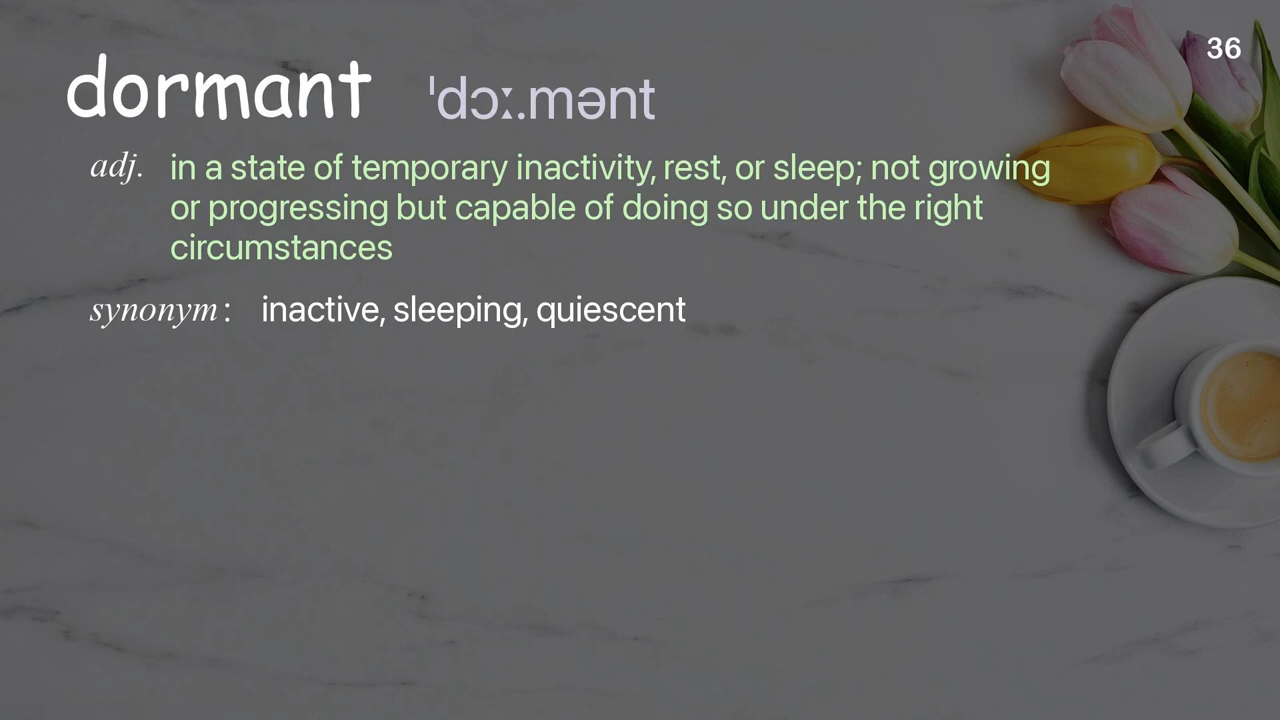 36
dormant ˈdɔː.mənt
adj. in a state of temporary inactivity, rest, or sleep; not growing
or progressing but capable of doing so under the right
circumstances
synonym : inactive, sleeping, quiescent